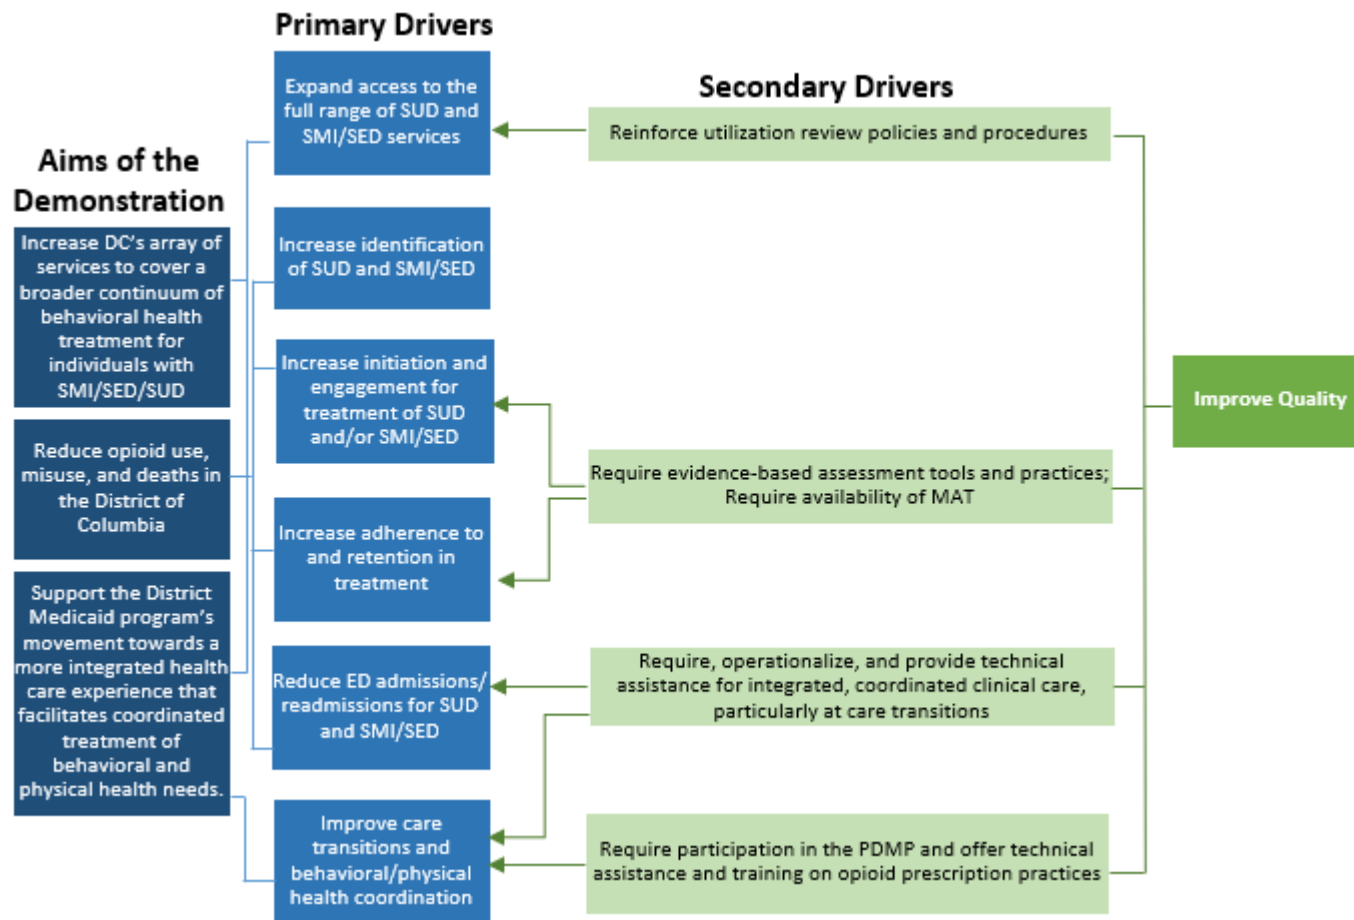 Primary Drivers
Secondary Drivers
Aims of the
Demonstration
Increase DC's array of
services to cover a
broader continuum of
behavioral health
treatment for
individuals with
SMI/SED/SUD
Reduce opioid use,
misuse, and deaths in
the District of
Columbia
Support the District
Medicaid program's
movement towards a
more integrated health
care experience that
facilitates coordinated
treatment of
behavioral and
physical health needs.
Expand access to the
full range of SUD and
SMI/SED services
Increase identification
of SUD and SMI/SED
Increase initiation and
engagement for
treatment of SUD
and/or SMI/SED
Increase adherence to
and retention in
treatment
Reduce ED admissions/
readmissions for SUD
and SMI/SED
Improve care
transitions and
behavioral/physical
health coordination
Reinforce utilization review policies and procedures
Require evidence-based assessment tools and practices;
Require availability of MAT
Require, operationalize, and provide technical
assistance for integrated, coordinated clinical care,
particularly at care transitions
Require participation in the PDMP and offer technical
assistance and training on opioid prescription practices
Improve Quality